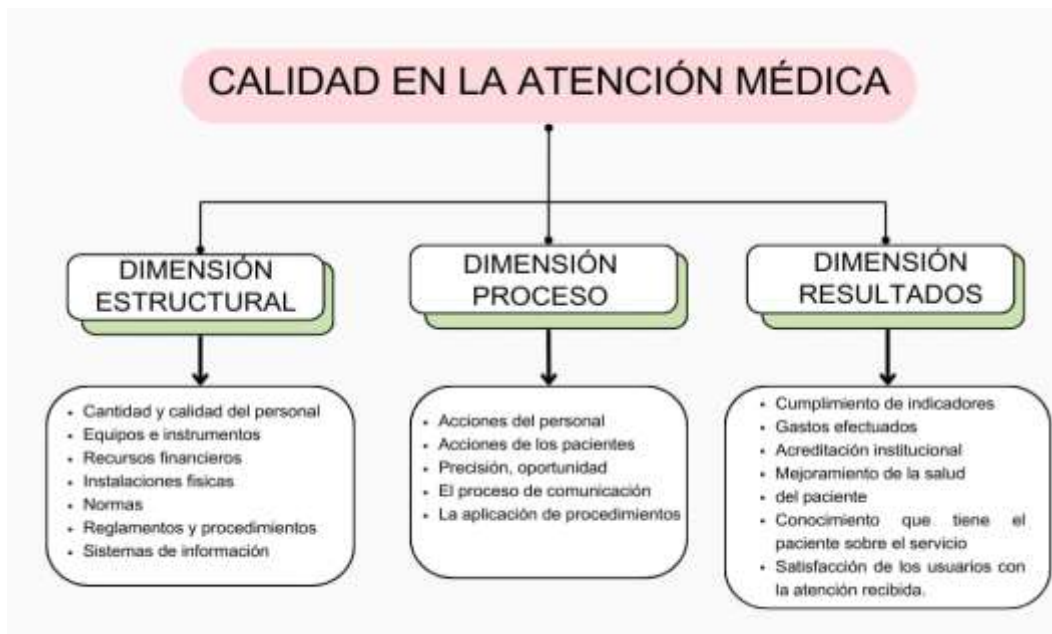 CALIDAD EN LA ATENCIÓN MÉDICA
DIMENSIÓN
ESTRUCTURAL
• Cantidad y calidad del personal
• Equipos e instrumentos
• Recursos financieros
• Instalaciones fisicas
• Normas
• Reglamentos y procedimientos
• Sistemas de información
DIMENSIÓN
PROCESO
• Acciones del personal
• Acciones de los pacientes
• Precisión, oportunidad
• El proceso de comunicación
• La aplicación de procedimientos
DIMENSIÓN
RESULTADOS
• Cumplimiento de indicadores
• Gastos efectuados
• Acreditación institucional
• Mejoramiento de la salud
• del paciente
• Conocimiento que tiene el
paciente sobre el servicio
• Satisfacción de los usuarios con
la atención recibida.